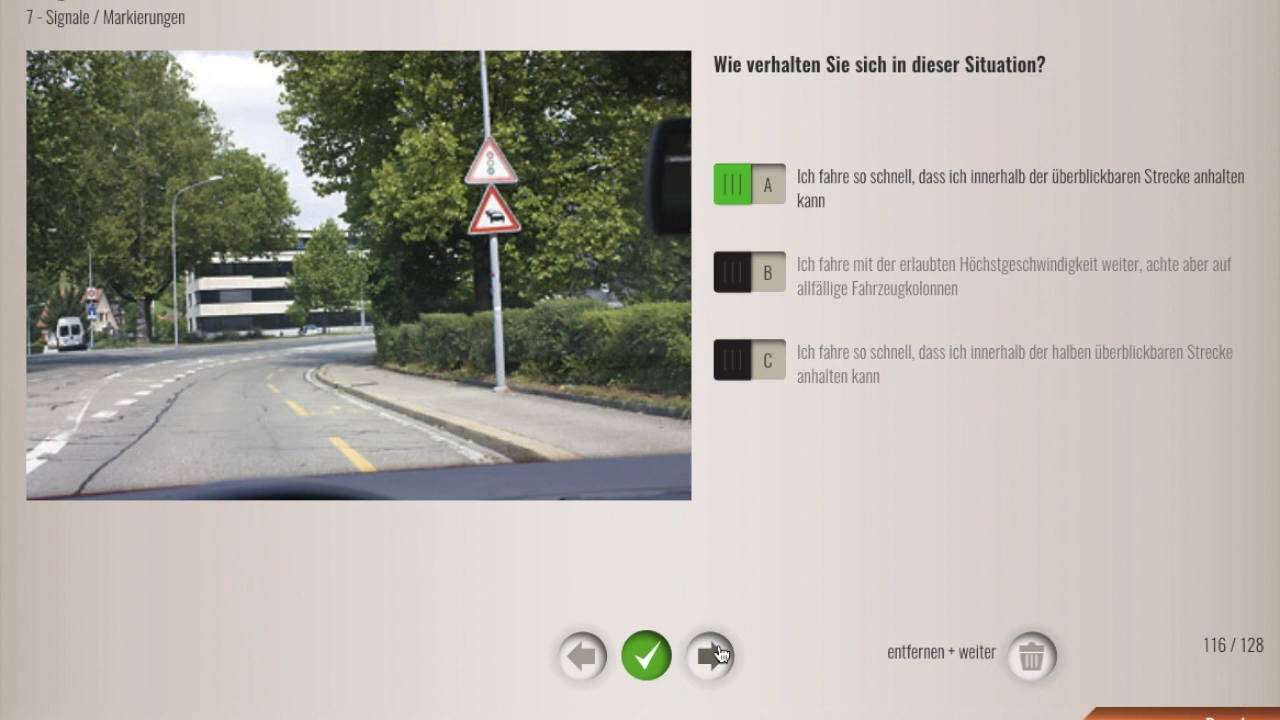 7 - Signale / Markierungen
Wie verhalten Sie sich in dieser Situation?
A
Ich fahre so schnell, dass ich innerhalb der überblickbaren Strecke anhalten
kann
B
Ich fahre mit der erlaubten Höchstgeschwindigkeit weiter, achte aber auf
allfällige Fahrzeugkolonnen
C
Ich fahre so schnell, dass ich innerhalb der halben überblickbaren Strecke
anhalten kann
entfernen + weiter
116 / 128